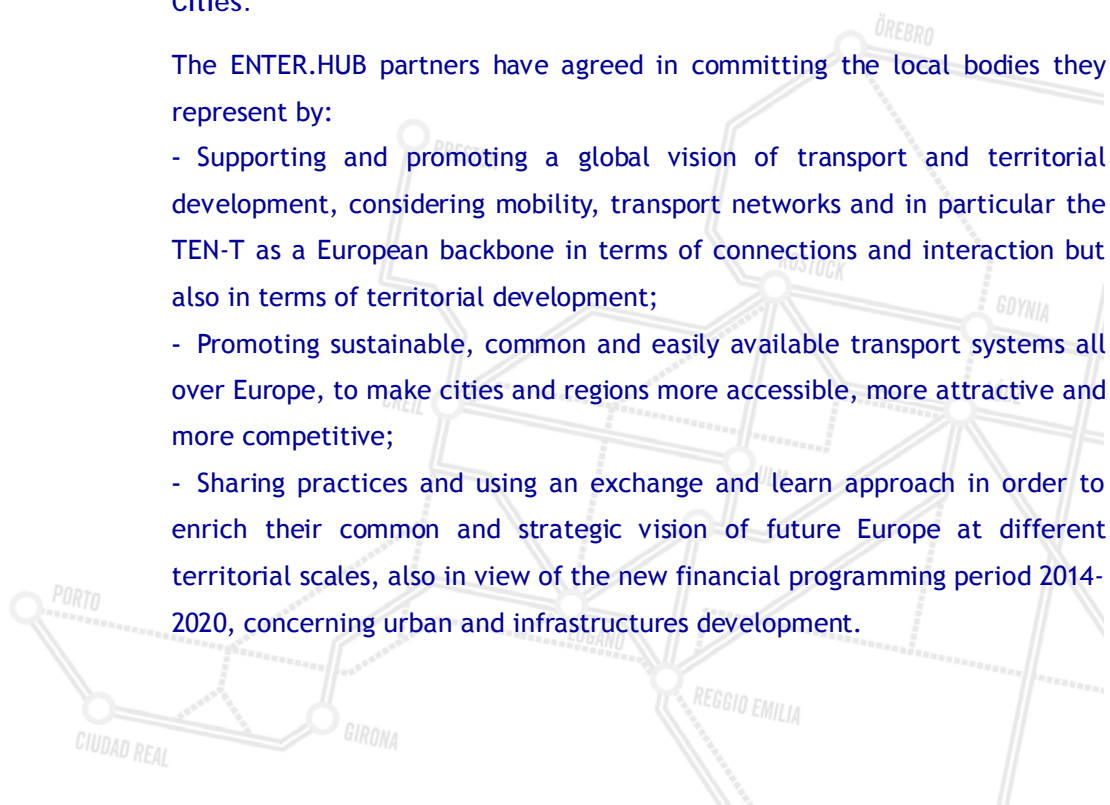 Cities.
ÖREBRO
The ENTER.HUB partners have agreed in committing the local bodies they
represent by:
- Supporting and promoting a global vision of transport and territorial
development, considering mobility, transport networks and in particular the
TEN-T as a European backbone in terms of connections and interaction but
ROSTOCK
also in terms of territorial development;
GDYNIA
- Promoting sustainable, common and easily available transport systems all
over Europe, to make cities and regions more accessible, more attractive and
CREIL
more competitive;
ULM
- Sharing practices and using an exchange and learn approach in order to
enrich their common and strategic vision of future Europe at different
territorial scales, also in view of the new financial programming period 2014-
PORTO
2020, concerning urban and infrastructures development.
LUGANO
REGGIO EMILIA
GIRONA
CIUDAD REAL